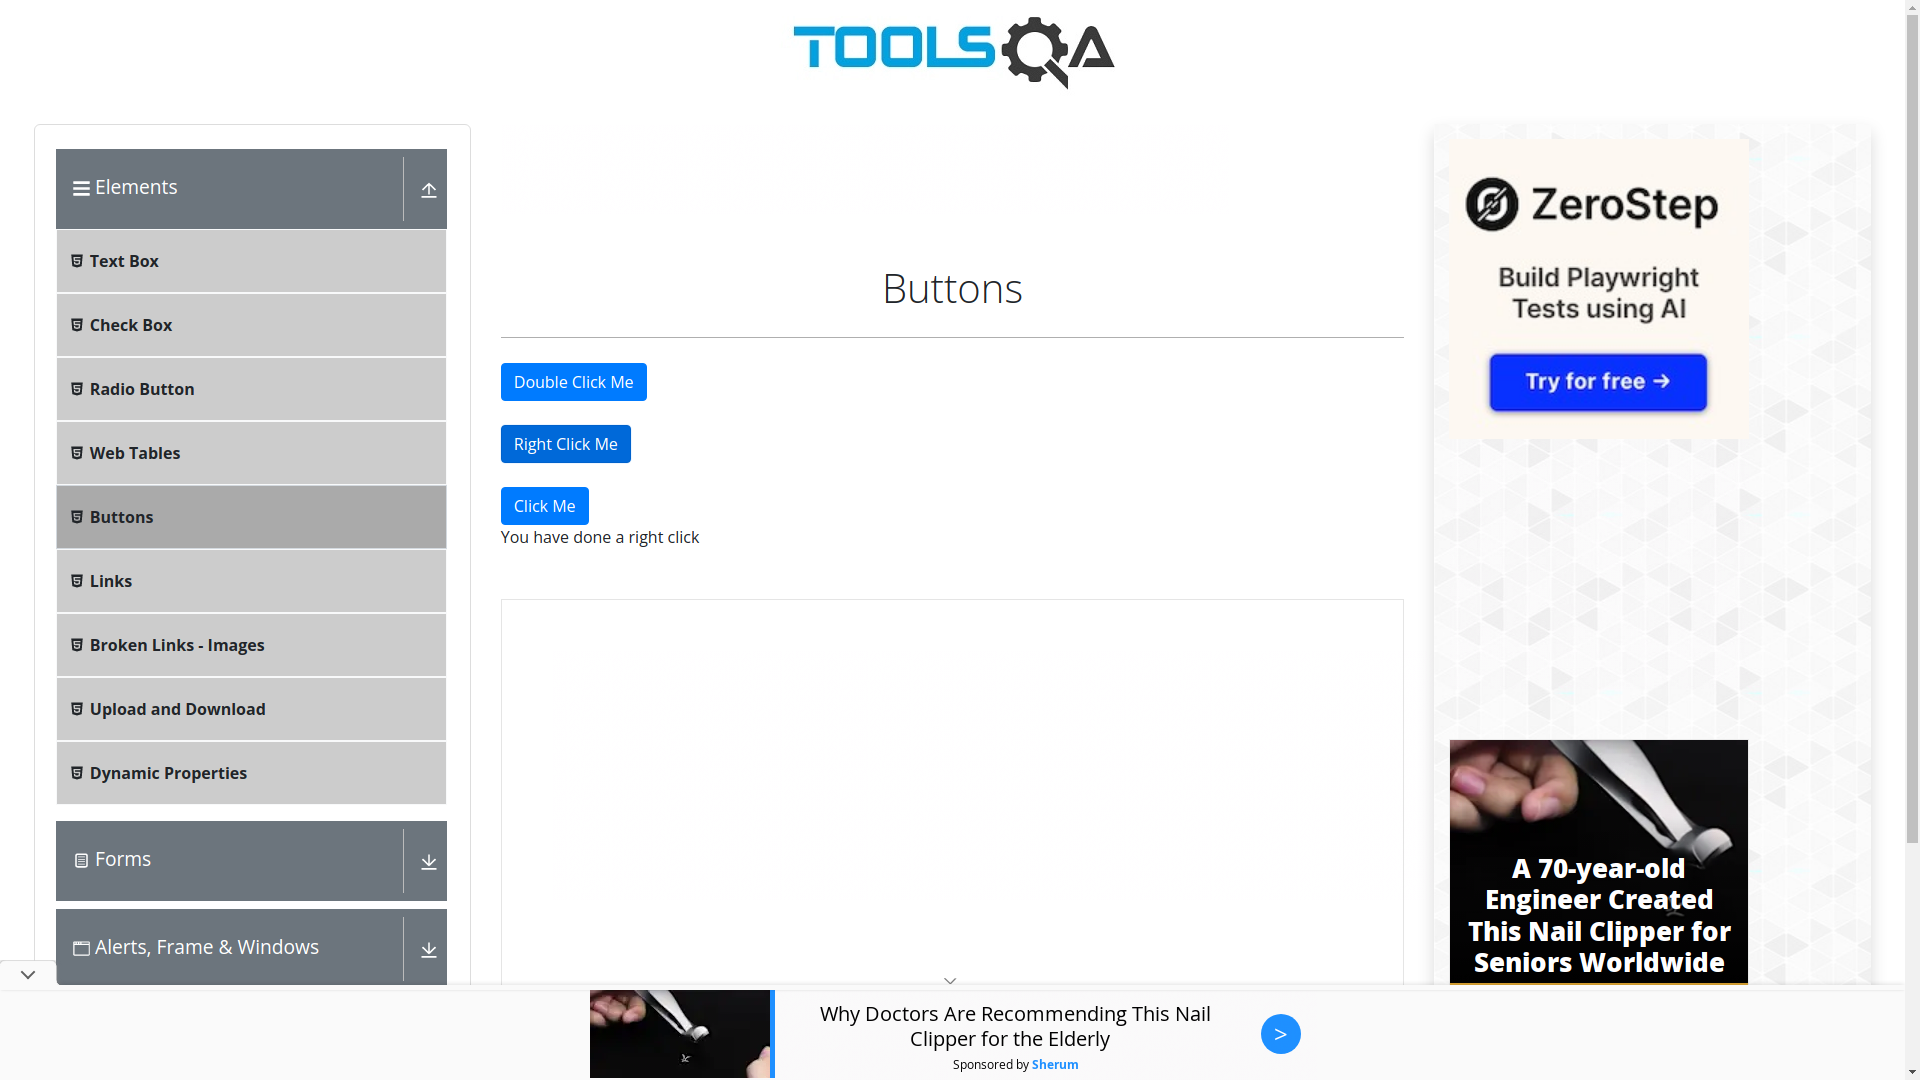 TOOLSQA
Elements
Text Box
Check Box
Radio Button
Web Tables
Buttons
Links
Broken Links - Images
Upload and Download
Dynamic Properties
Forms
Alerts, Frame & Windows
Buttons
Double Click Me
Right Click Me
Click Me
You have done a right click
ZeroStep
Build Playwright
Tests using AI
Try for free →
A 70-year-old
Engineer Created
This Nail Clipper for
Seniors Worldwide
Why Doctors Are Recommending This Nail
Clipper for the Elderly
Sponsored by Sherum
>